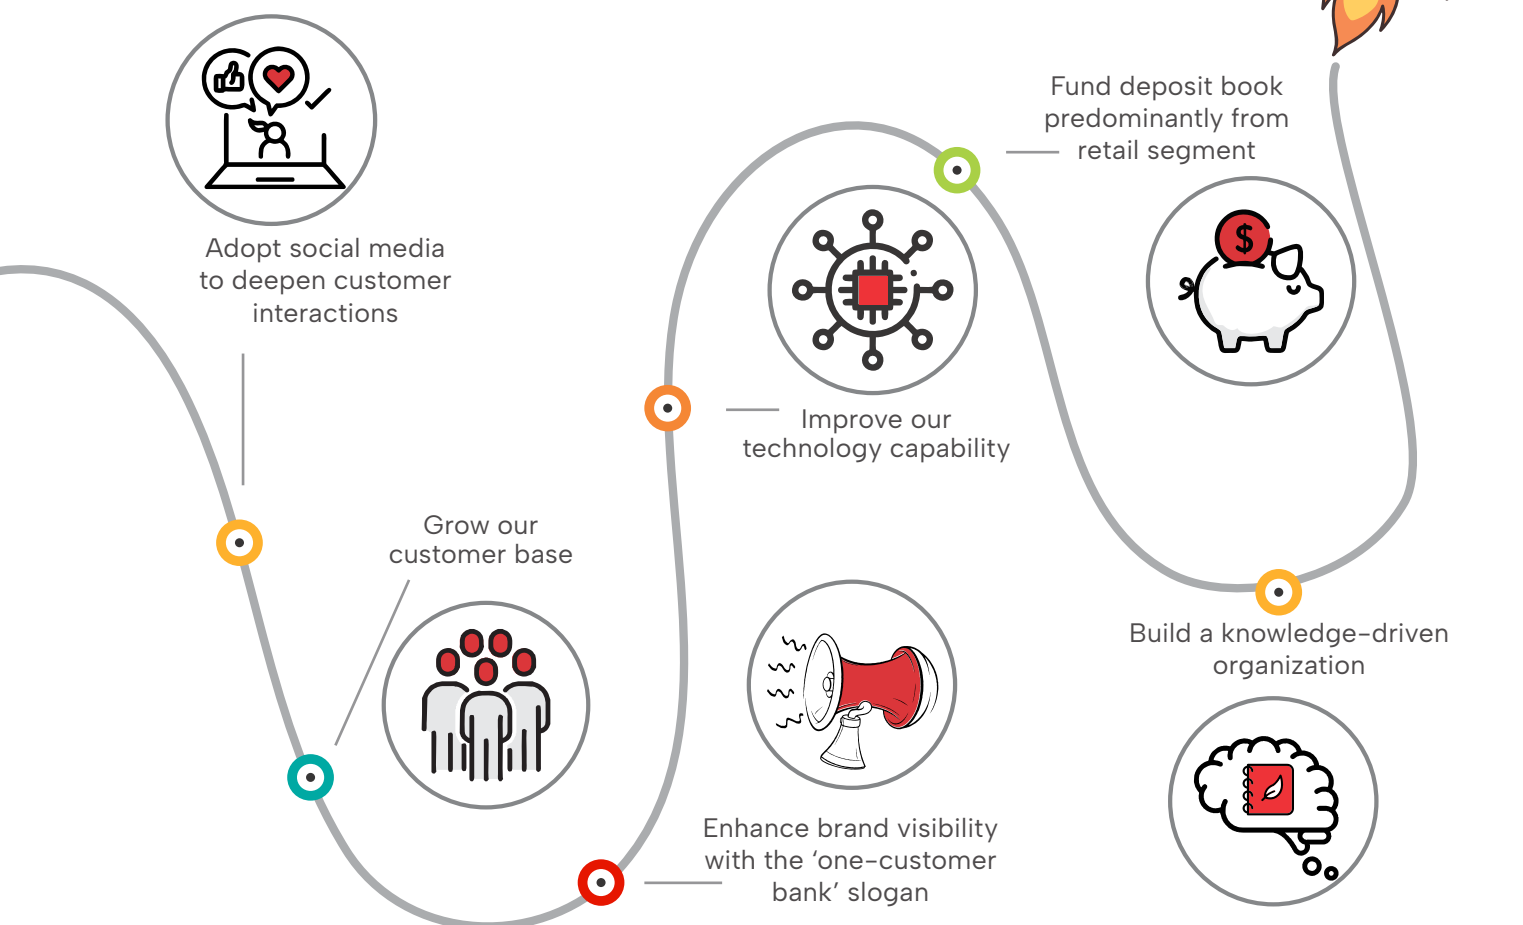 Adopt social media
to deepen customer
interactions
Grow our
customer base
Enhance brand visibility
with the ‘one-customer
bank’ slogan
Improve our
technology capability
Fund deposit book
predominantly from
retail segment
$
Build a knowledge-driven
organization